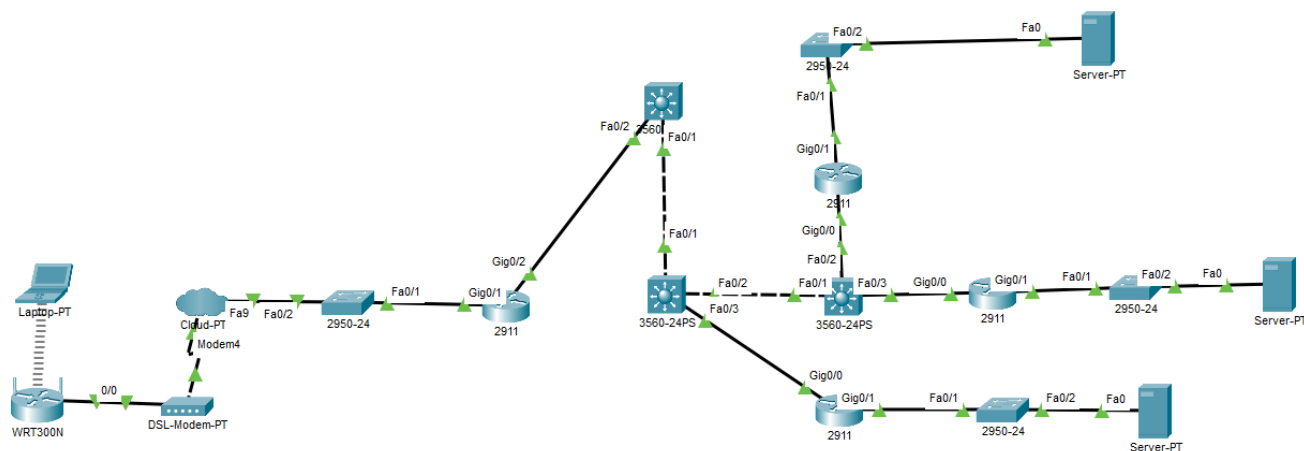 Fa0/2
Fa0
2950-24
Server-PT
Fa0/1
Fa0/2
3560
Fa0/1
Gig0/1
2911
Gig0/0
Fa0/1
Gig0/2
Fa0/2
Fa0/2
Fa0/1
Fa0/3
Gig0/0
Gig0/1
Fa0/1
Fa0/2
Fa0
Laptop-PT
Cloud-PT
Fa9
Fa0/2
Fa0/1
Gig0/1
2950-24
2911
3560-24PS
Fa0/3
3560-24PS
2911
2950-24
Server-PT
Modem4
0/0
Gig0/0
Gig0/1
Fa0/1
Fa0/2
Fa0
WRT300N
DSL-Modem-PT
2911
2950-24
Server-PT